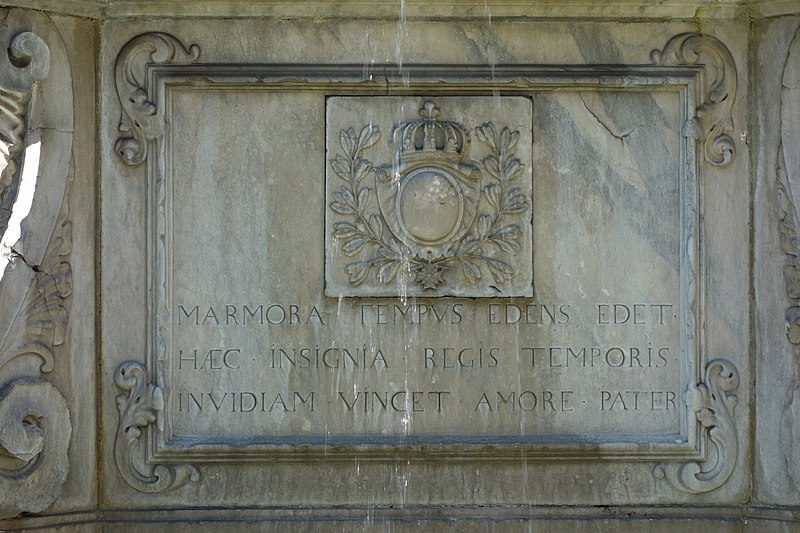 MARMORA TEMPVS EDENS EDET
HÆC · INSIGNIA · REGIS TEMPORIS
INVIDIAM · VINCET · AMORE · PATER